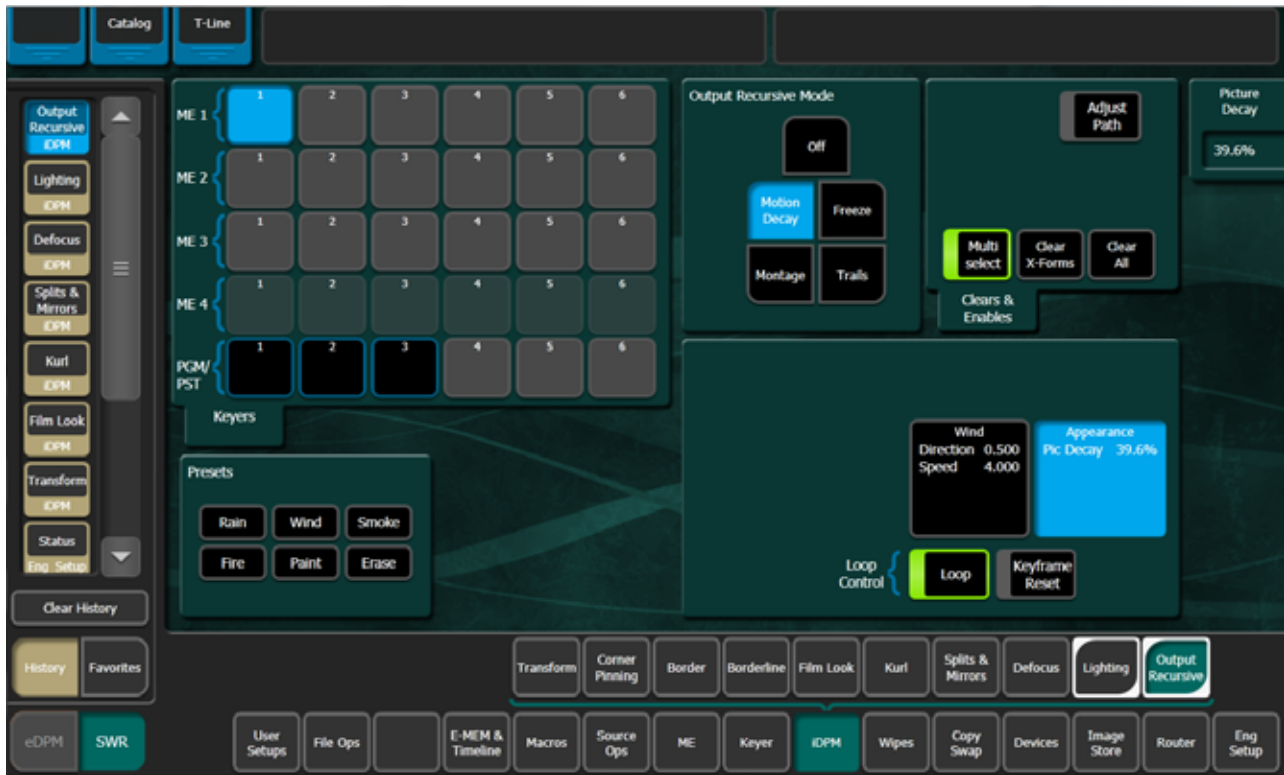 Catalog
T-Line
Output
Recursive
iDPM
Lighting
iDPM
Defocus
iDPM
Splits &
Mirrors
iDPM
Kurl
iDPM
Film Look
iDPM
Transform
iDPM
Status
Eng Setup
Clear History
History
Favorites
eDPM
SWR
ME 1
1 2 3 4 5 6
ME 2
1 2 3 4 5 6
ME 3
1 2 3 4 5 6
ME 4
1 2 3 4 5 6
PGM/
PST
1 2 3 4 5 6
Keyers
Presets
Rain
Wind
Smoke
Fire
Paint
Erase
Output Recursive Mode
Off
Motion
Decay
Freeze
Montage
Trails
Adjust
Path
Multi
select
Clear
X-Forms
Clear
All
Clears &
Enables
Picture
Decay
39.6%
Wind
Direction 0.500
Speed 4.000
Appearance
Pic Decay 39.6%
Loop
Control
Loop
Keyframe
Reset
Transform
Corner
Pinning
Border
Borderline
Film Look
Kurl
Splits &
Mirrors
Defocus
Lighting
Output
Recursive
User
Setups
File Ops
E-MEM &
Timeline
Macros
Source
Ops
ME
Keyer
iDPM
Wipes
Copy
Swap
Devices
Image
Store
Router
Eng
Setup